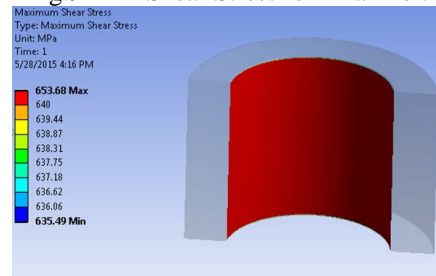 Maximum Shear Stress
Type: Maximum Shear Stress
Unit: MPa
Time: 1
5/28/2015 4:16 PM
653.68 Max
640
639.44
638.87
638.31
637.75
637.18
636.62
636.06
635.49 Min